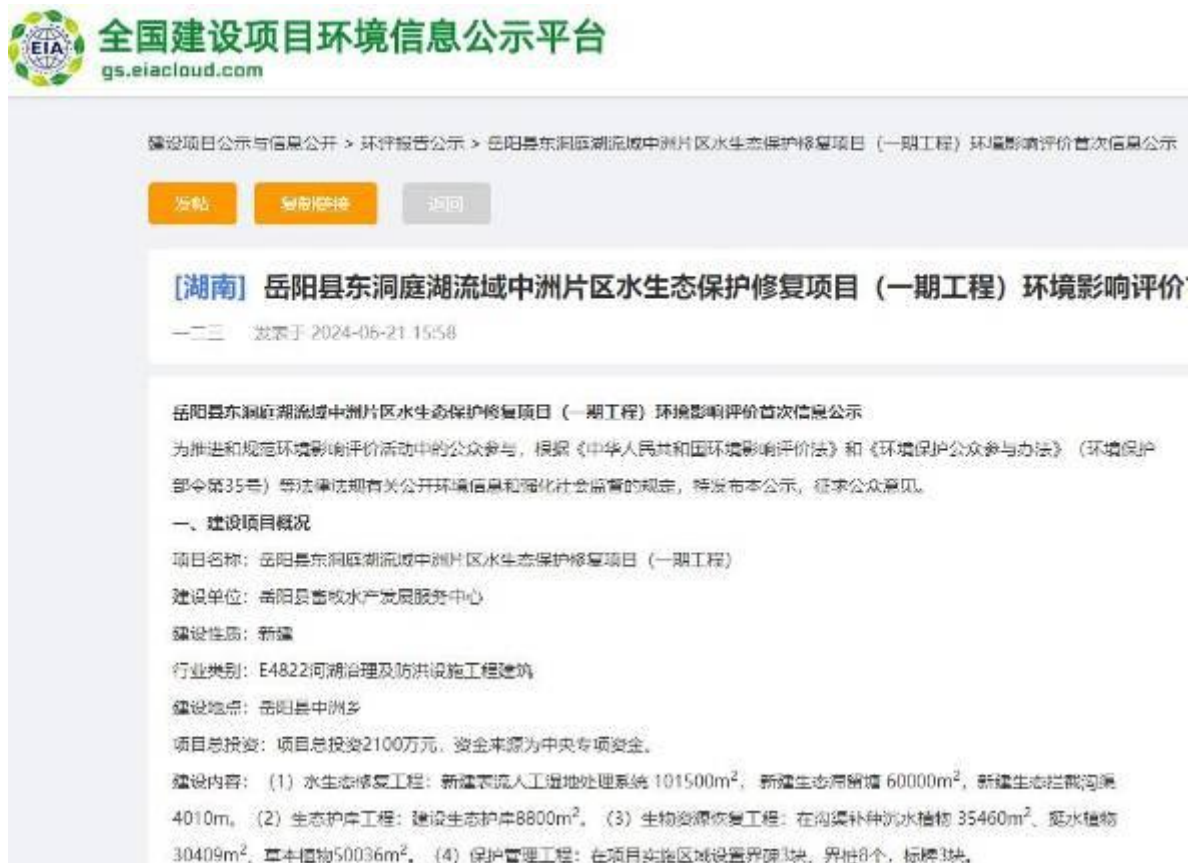 EIA
全国建设项目环境信息公示平台
gs.eiacloud.com
建设项目公示与信息公开 > 环评报告公示 > 岳阳县东洞庭湖流域中洲片区水生态保护修复项目（一期工程）环境影响评价首次信息公示
发帖 复制链接 返回
[湖南] 岳阳县东洞庭湖流域中洲片区水生态保护修复项目（一期工程）环境影响评价
一二三 发表于 2024-06-21 15:58
岳阳县东洞庭湖流域中洲片区水生态保护修复项目（一期工程）环境影响评价首次信息公示
为推进和规范环境影响评价活动中的公众参与，根据《中华人民共和国环境影响评价法》和《环境保护公众参与办法》（环境保护
部令第35号）等法律法规有关公开环境信息和强化社会监督的规定，特发布本公示，征求公众意见。
一、建设项目概况
项目名称：岳阳县东洞庭湖流域中洲片区水生态保护修复项目（一期工程）
建设单位：岳阳县畜牧水产发展服务中心
建设性质：新建
行业类别：E4822河湖治理及防洪设施工程建筑
建设地点：岳阳县中洲乡
项目总投资：项目总投资2100万元，资金来源为中央专项资金。
建设内容：（1）水生态修复工程：新建表流人工湿地处理系统 101500m²，新建生态滞留塘 60000m²，新建生态拦截沟渠
4010m。（2）生态护岸工程：建设生态护岸8800m²。（3）生物资源恢复工程：在沟渠补种沉水植物 35460m²、挺水植物
30409m²、草本植物50036m²。（4）保护管理工程：在项目实施区域设置界碑3块、界桩8个，标牌3块。